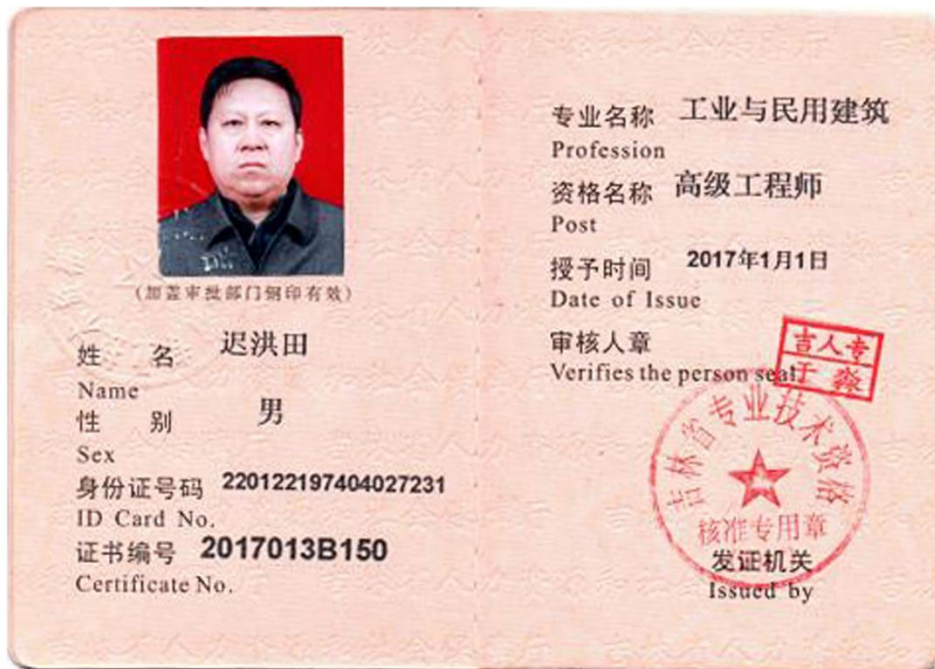 (加盖审批部门钢印有效)
姓 名 迟洪田
Name
性 别 男
Sex
身份证号码 220122197404027231
ID Card No.
证书编号 2017013B150
Certificate No.
专业名称 工业与民用建筑
Profession
资格名称 高级工程师
Post
授予时间 2017年1月1日
Date of Issue
审核人章
Verifies the person seal
吉人专
于淼
吉林省专业技术资格
核准专用章
发证机关
Issued by